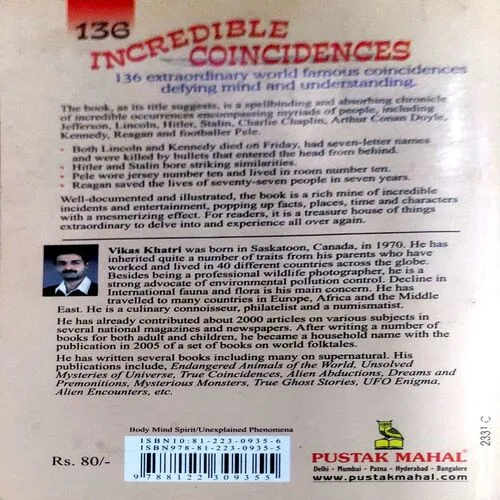 136
INCREDIBLE
COINCIDENCES
136 extraordinary world famous coincidences
defying mind and understanding.
The book, as its title suggests, is a spellbinding and absorbing chronicle
of incredible occurrences encompassing myriads of people, including
Jefferson, Lincoln, Hitler, Stalin, Charlie Chaplin, Arthur Conan Doyle,
Kennedy, Reagan and footballer Pele.
• Both Lincoln and Kennedy died on Friday, had seven-letter names
and were killed by bullets that entered the head from behind.
• Hitler and Stalin bore striking similarities.
• Pele wore jersey number ten and lived in room number ten.
• Reagan saved the lives of seventy-seven people in seven years.
Well-documented and illustrated, the book is a rich mine of incredible
incidents and entertainment, popping up facts, places, time and characters
with a mesmerizing effect. For readers, it is a treasure house of things
extraordinary to delve into and experience all over again.
Vikas Khatri was born in Saskatoon, Canada, in 1970. He has
inherited quite a number of traits from his parents who have
worked and lived in 40 different countries across the globe.
Besides being a professional wildlife photographer, he is a
strong advocate of environmental pollution control. Decline in
International fauna and flora is his main concern. He has
travelled to many countries in Europe, Africa and the Middle
East. He is a culinary connoisseur, philatelist and a numismatist.
He has already contributed about 2000 articles on various subjects in
several national magazines and newspapers. After writing a number of
books for both adult and children, he became a household name with the
publication in 2005 of a set of books on world folktales.
He has written several books including many on supernatural. His
publications include, Endangered Animals of the World, Unsolved
Mysteries of Universe, True Coincidences, Alien Abductions, Dreams and
Premonitions, Mysterious Monsters, True Ghost Stories, UFO Enigma,
Alien Encounters, etc.
Body Mind Spirit/Unexplained Phenomena
ISBN10:81-223-0935-6
ISBN978-81-223-0935-5
9 788122 309355
Rs. 80/-
PUSTAK MAHAL
Delhi • Mumbai • Patna • Hyderabad • Bangalore
www.pustakmahal.com
2331 C